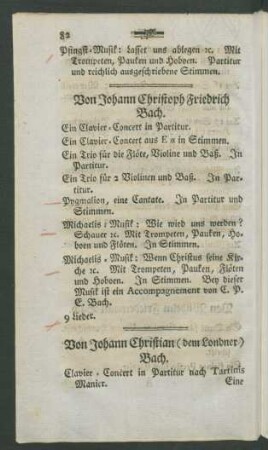 82
Pfingst-Musik: lasset uns ablegen ꝛc. Mit
Trompeten, Pauken und Hoboen. Partitur
und reichlich ausgeschriebene Stimmen.
Von Johann Christoph Friedrich
Bach.
Ein Clavier-Concert in Partitur.
Ein Clavier-Concert aus E n in Stimmen.
Ein Trio für die Flöte, Violine und Baß. In
Partitur.
Ein Trio für 2 Violinen und Baß. In Par-
titur.
Pygmalion, eine Cantate. In Partitur und
Stimmen.
Michaelis-Musik: Wie wird uns werden?
Schauer ꝛc. Mit Trompeten, Pauken, Ho-
boen und Flöten. In Stimmen.
Michaelis-Musik: Wenn Christus seine Kir-
che ꝛc. Mit Trompeten, Pauken, Flöten
und Hoboen. In Stimmen. Bey dieser
Musik ist ein Accompagnement von C. P.
E. Bach.
9 Lieder.
Von Johann Christian (dem Londner)
Bach.
Clavier-Concert in Partitur nach Tartinis
Manier. Eine